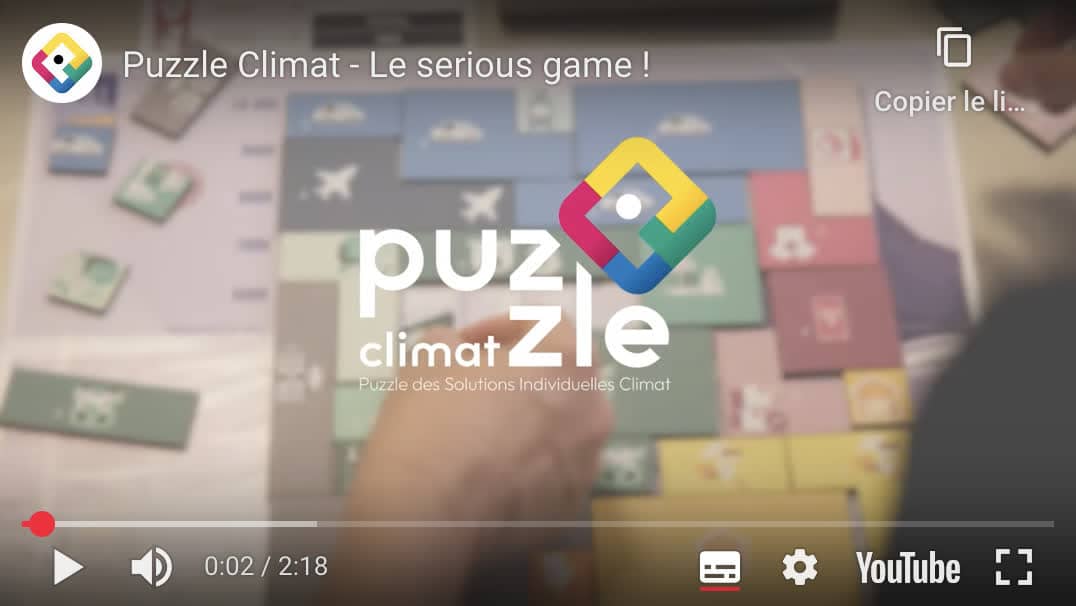 Puzzle Climat - Le serious game !
Copier le li...
puz
zle
climat
Puzzle des Solutions Individuelles Climat
0:02 / 2:18
YouTube